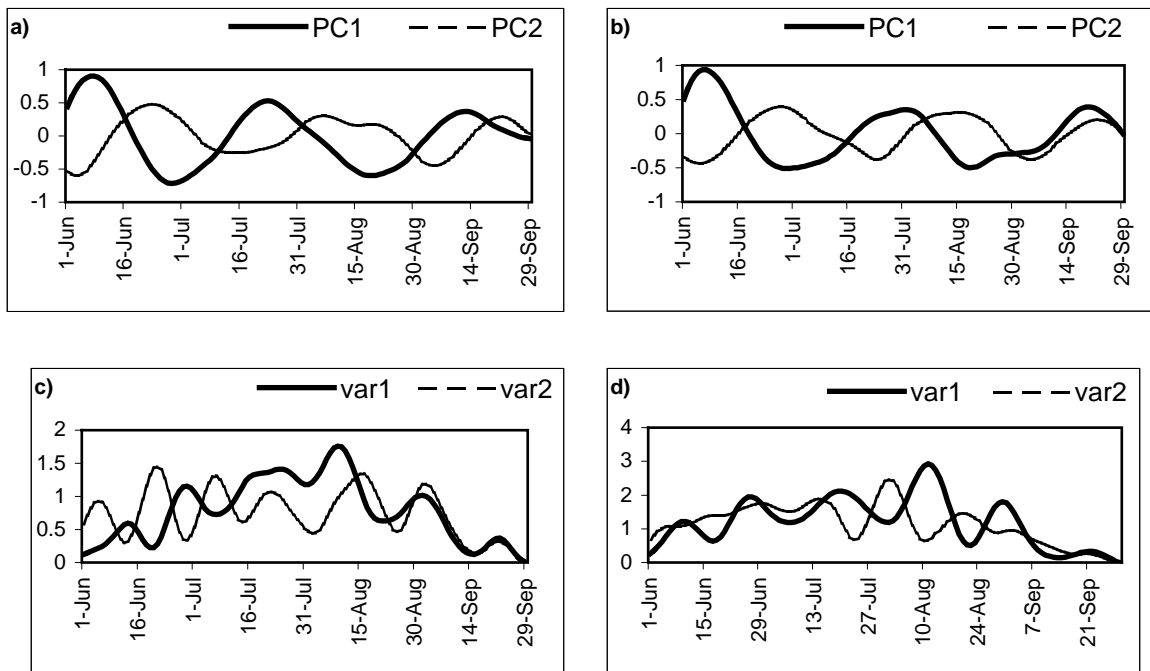 a) PC1 PC2
1
0.5
0
-0.5
-1
1-Jun 16-Jun 1-Jul 16-Jul 31-Jul 15-Aug 30-Aug 14-Sep 29-Sep
b) PC1 PC2
1
0.5
0
-0.5
-1
1-Jun 16-Jun 1-Jul 16-Jul 31-Jul 15-Aug 30-Aug 14-Sep 29-Sep
c) var1 var2
2
1.5
1
0.5
0
1-Jun 16-Jun 1-Jul 16-Jul 31-Jul 15-Aug 30-Aug 14-Sep 29-Sep
d) var1 var2
4
3
2
1
0
1-Jun 15-Jun 29-Jun 13-Jul 27-Jul 10-Aug 24-Aug 7-Sep 21-Sep